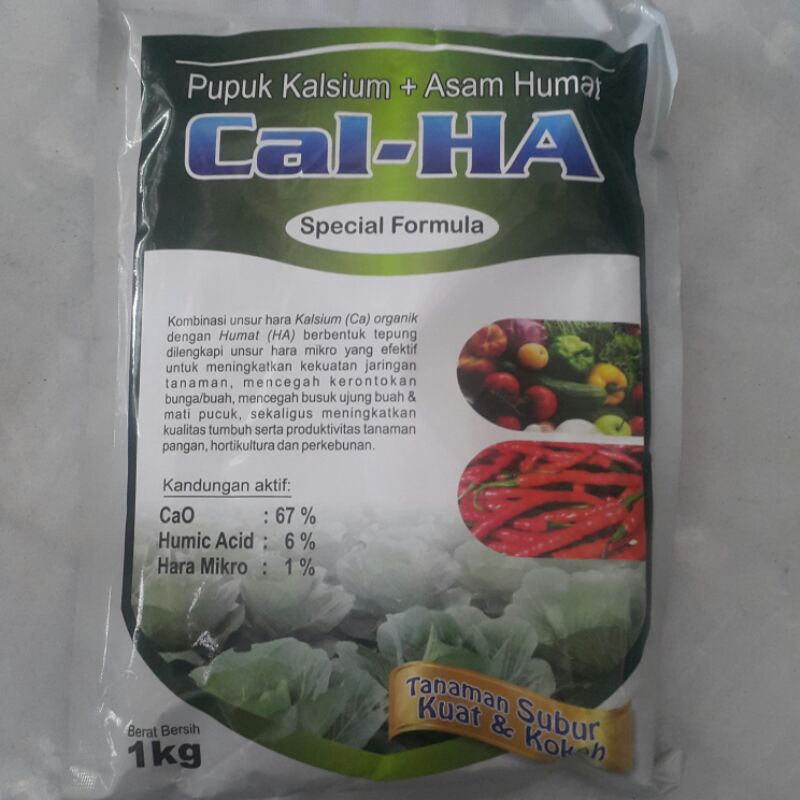 Pupuk Kalsium + Asam Humat
Cal-HA
Special Formula
Kombinasi unsur hara Kalsium (Ca) organik
dengan Humat (HA) berbentuk tepung
dilengkapi unsur hara mikro yang efektif
untuk meningkatkan kekuatan jaringan
tanaman, mencegah kerontokan
bunga/buah, mencegah busuk ujung buah &
mati pucuk, sekaligus meningkatkan
kualitas tumbuh serta produktivitas tanaman
pangan, hortikultura dan perkebunan.
Kandungan aktif:
CaO : 67 %
Humic Acid : 6 %
Hara Mikro : 1 %
Tanaman Subur
Kuat & Kokoh
Berat Bersih
1kg